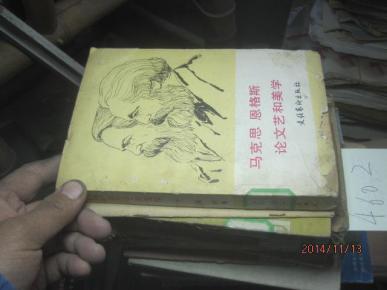 马克思 恩格斯
论文艺和美学
文化艺术出版社
4602
2014/11/13